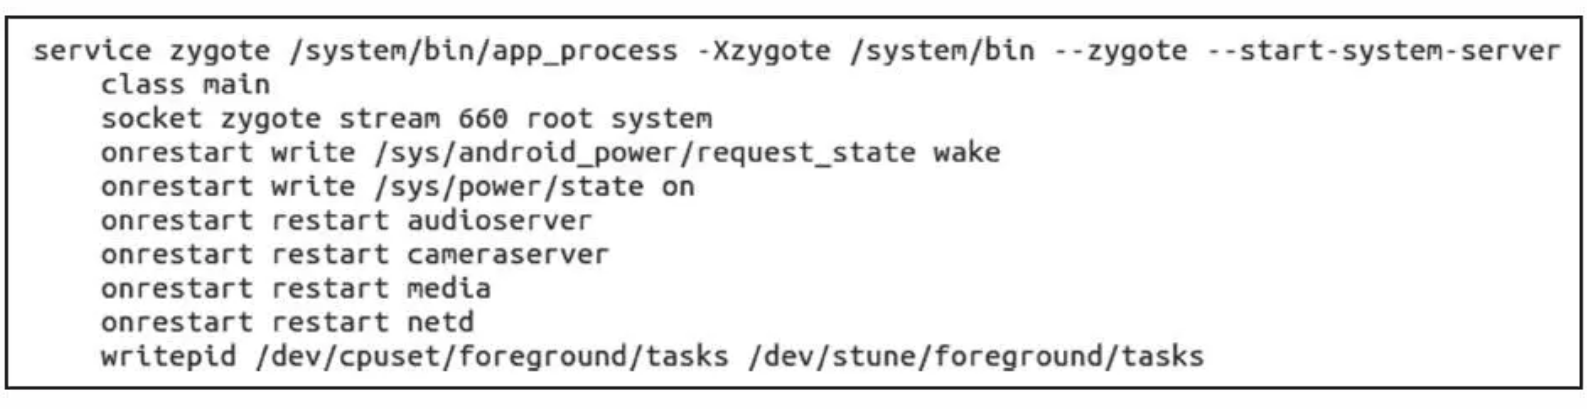 service zygote /system/bin/app_process -Xzygote /system/bin --zygote --start-system-server
class main
socket zygote stream 660 root system
onrestart write /sys/android_power/request_state wake
onrestart write /sys/power/state on
onrestart restart audioserver
onrestart restart cameraserver
onrestart restart media
onrestart restart netd
writepid /dev/cpuset/foreground/tasks /dev/stune/foreground/tasks